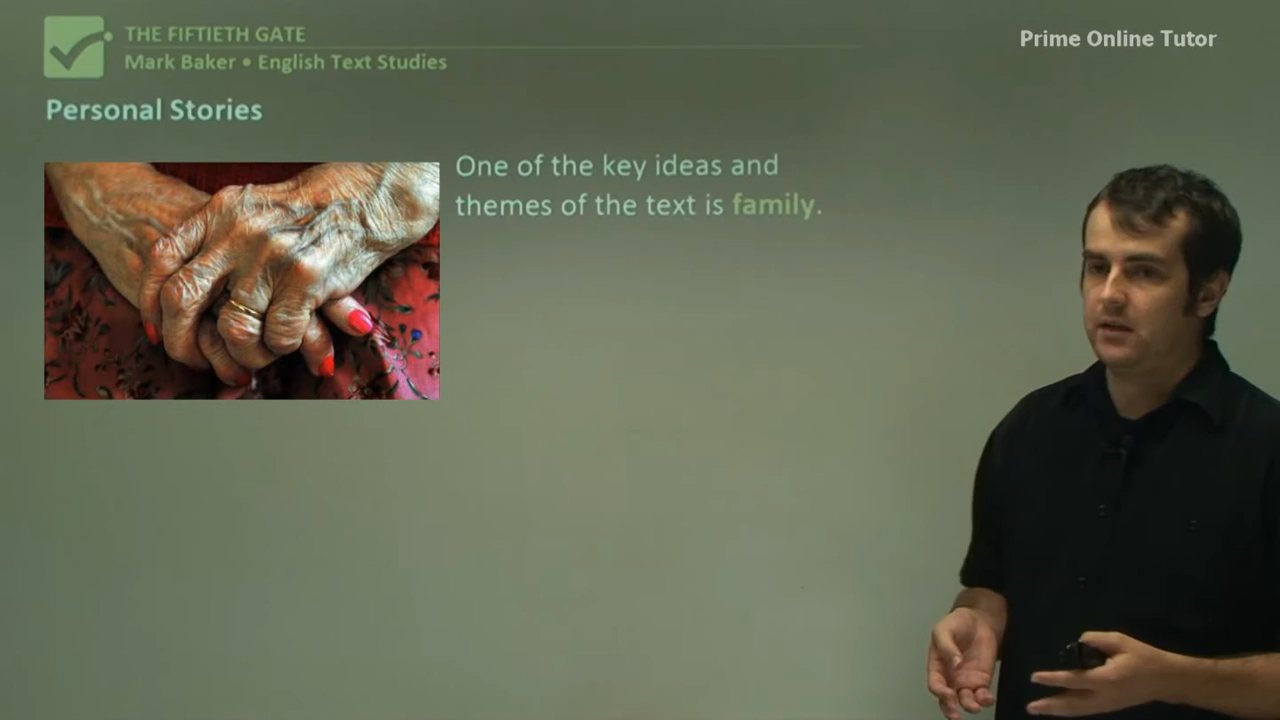 THE FIFTIETH GATE
Mark Baker • English Text Studies
Prime Online Tutor
Personal Stories
One of the key ideas and
themes of the text is family.